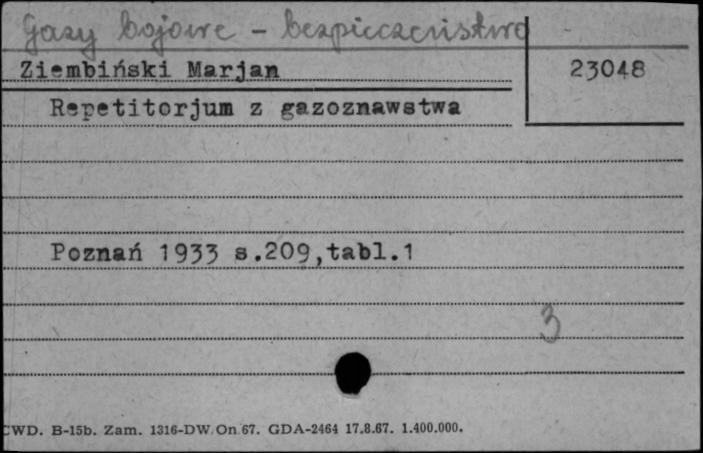 Gazy bojowe - bezpieczeństwo
Ziembiński Marjan
23048
Repetitorjum z gazoznawstwa
Poznań 1933 s.209,tabl.1
3
CWD. B-15b. Zam. 1316-DW/On/67. GDA-2464 17.8.67. 1.400.000.